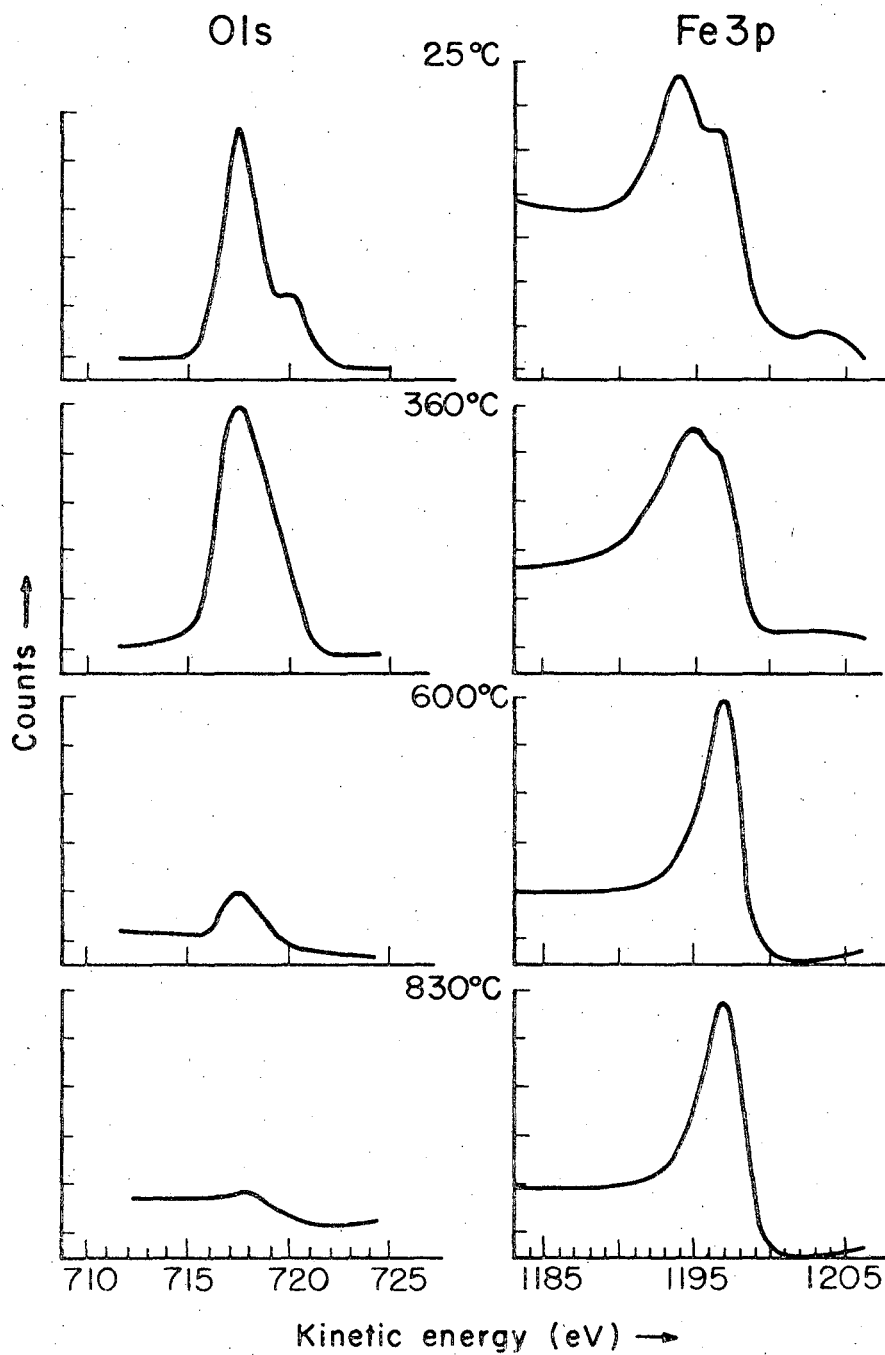 O1s Fe3p
25°C
360°C
600°C
830°C
Counts →
710 715 720 725 1185 1195 1205
Kinetic energy (eV) →